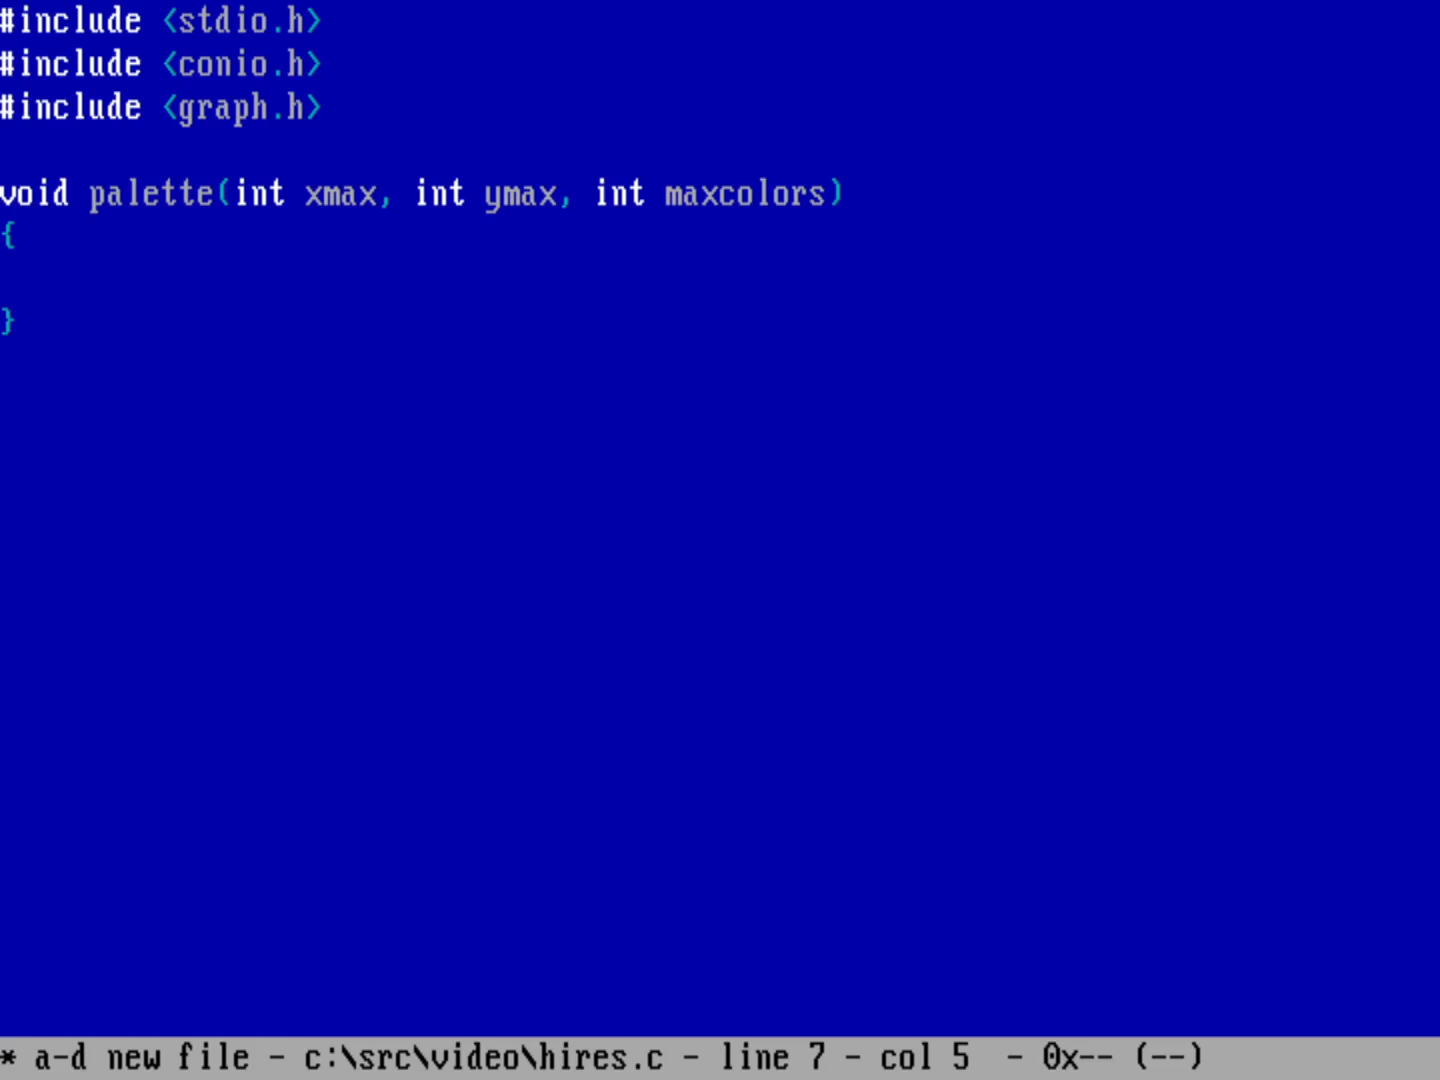 #include <stdio.h>
#include <conio.h>
#include <graph.h>
void palette(int xmax, int ymax, int maxcolors)
{
}
* a-d new file - c:\src\video\hires.c - line 7 - col 5  - 0x-- (--)